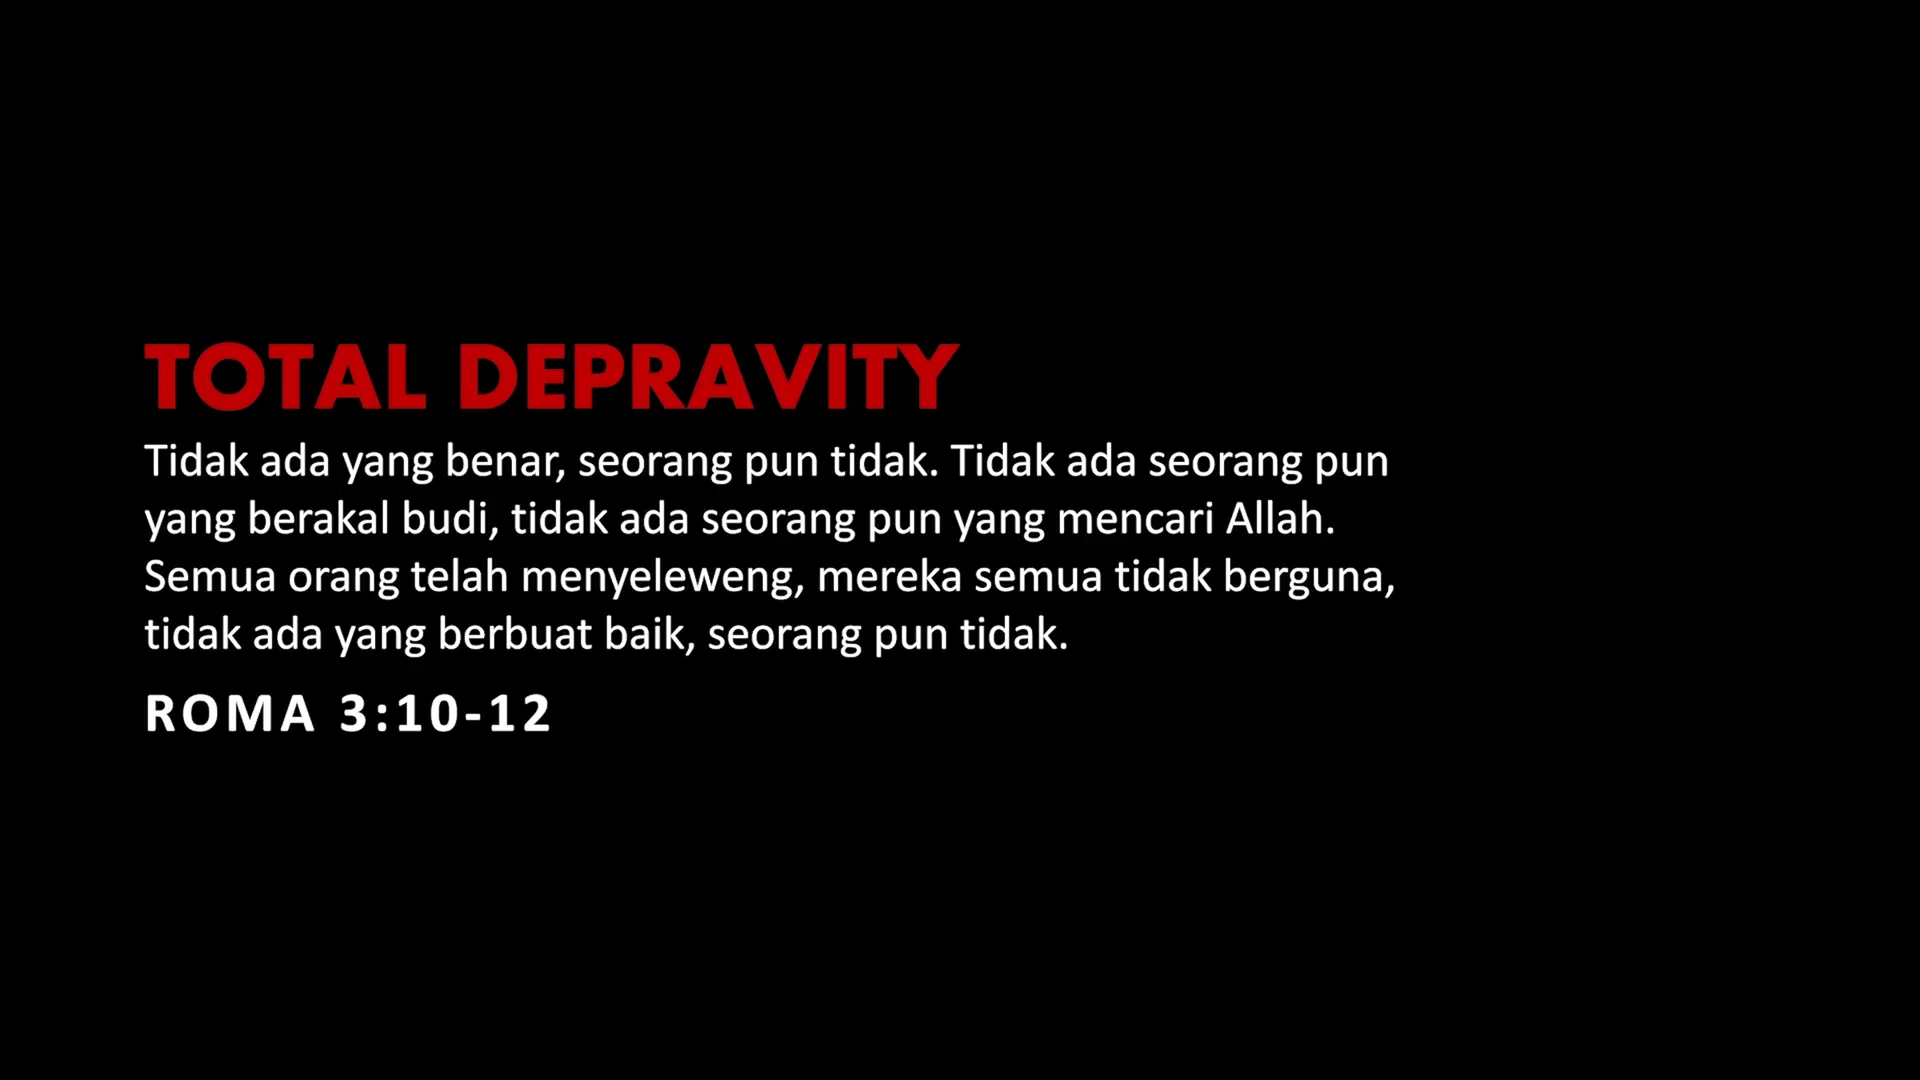 TOTAL DEPRAVITY
Tidak ada yang benar, seorang pun tidak. Tidak ada seorang pun
yang berakal budi, tidak ada seorang pun yang mencari Allah.
Semua orang telah menyeleweng, mereka semua tidak berguna,
tidak ada yang berbuat baik, seorang pun tidak.
ROMA 3:10-12